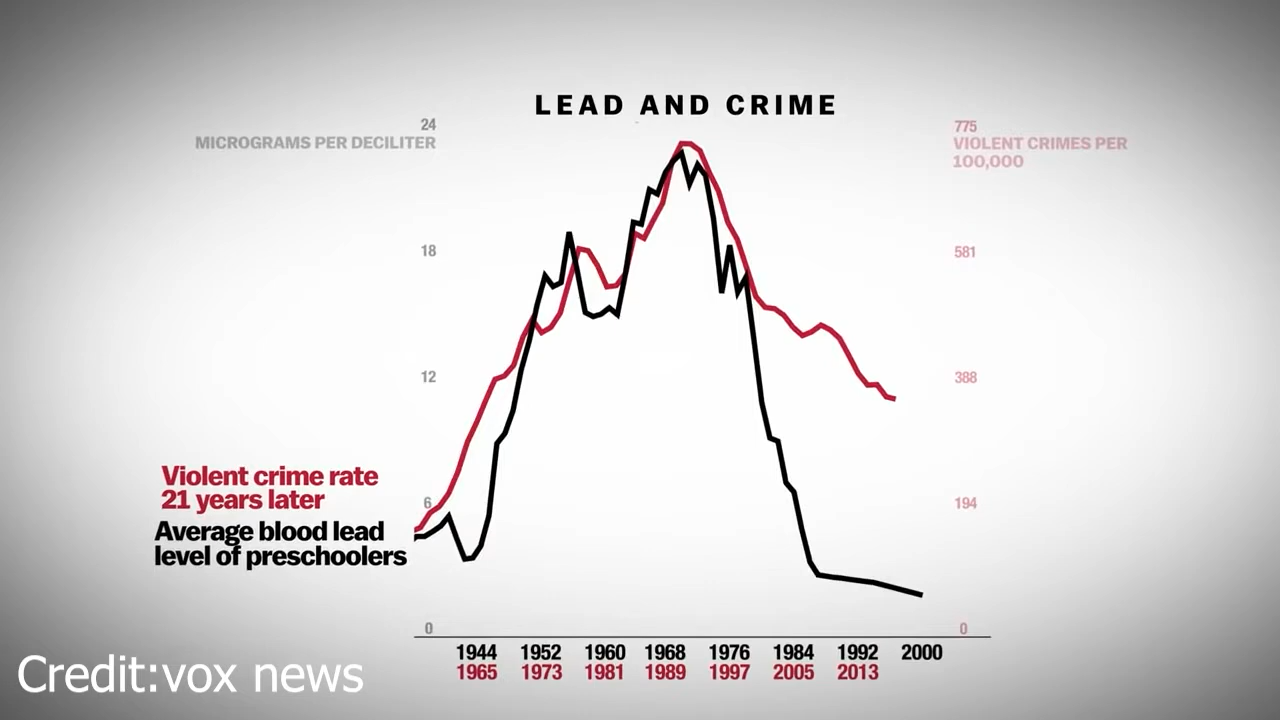 LEAD AND CRIME
24
MICROGRAMS PER DECILITER
775
VIOLENT CRIMES PER
100,000
18
581
12
388
Violent crime rate
21 years later
6
194
Average blood lead
level of preschoolers
0
0
1944 1952 1960 1968 1976 1984 1992 2000
1965 1973 1981 1989 1997 2005 2013
Credit:vox news